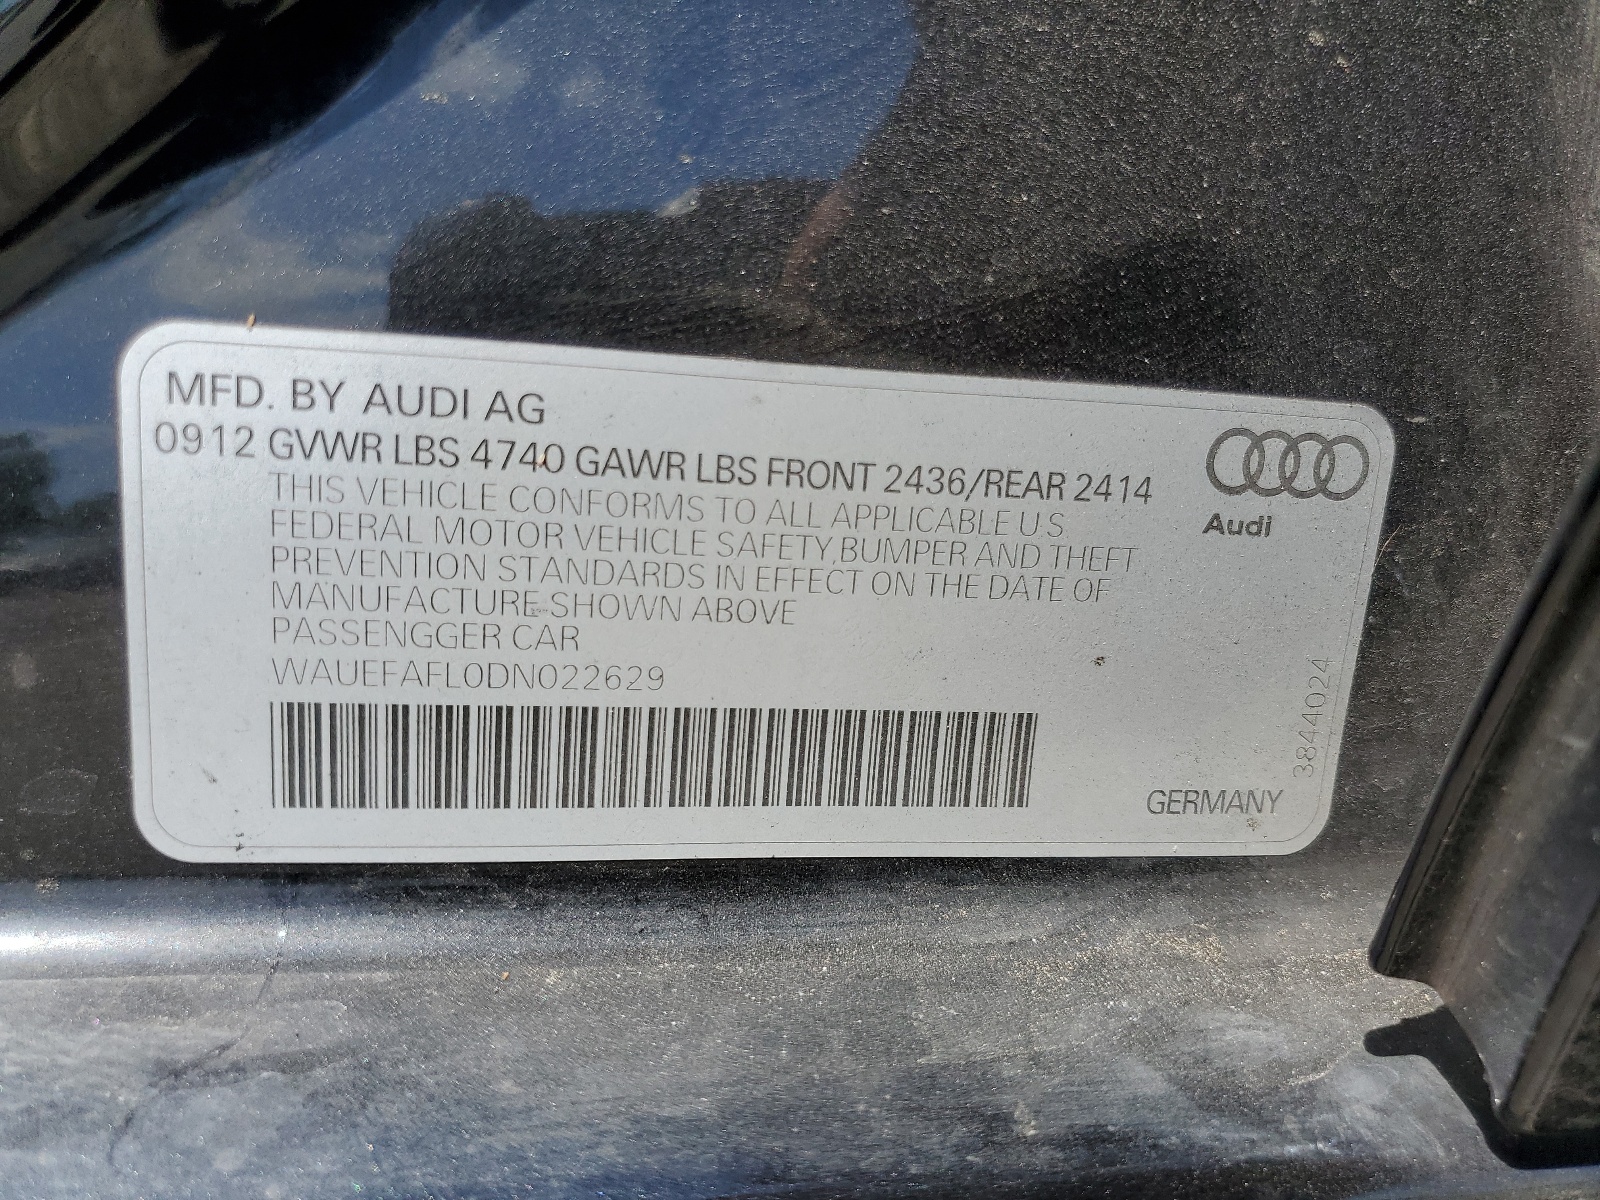 MFD. BY AUDI AG
0912 GVWR LBS 4740 GAWR LBS FRONT 2436/REAR 2414
THIS VEHICLE CONFORMS TO ALL APPLICABLE U S
FEDERAL MOTOR VEHICLE SAFETY,BUMPER AND THEFT
PREVENTION STANDARDS IN EFFECT ON THE DATE OF
MANUFACTURE SHOWN ABOVE
PASSENGGER CAR
WAUEFAFL0DN022629
Audi
3844024
GERMANY